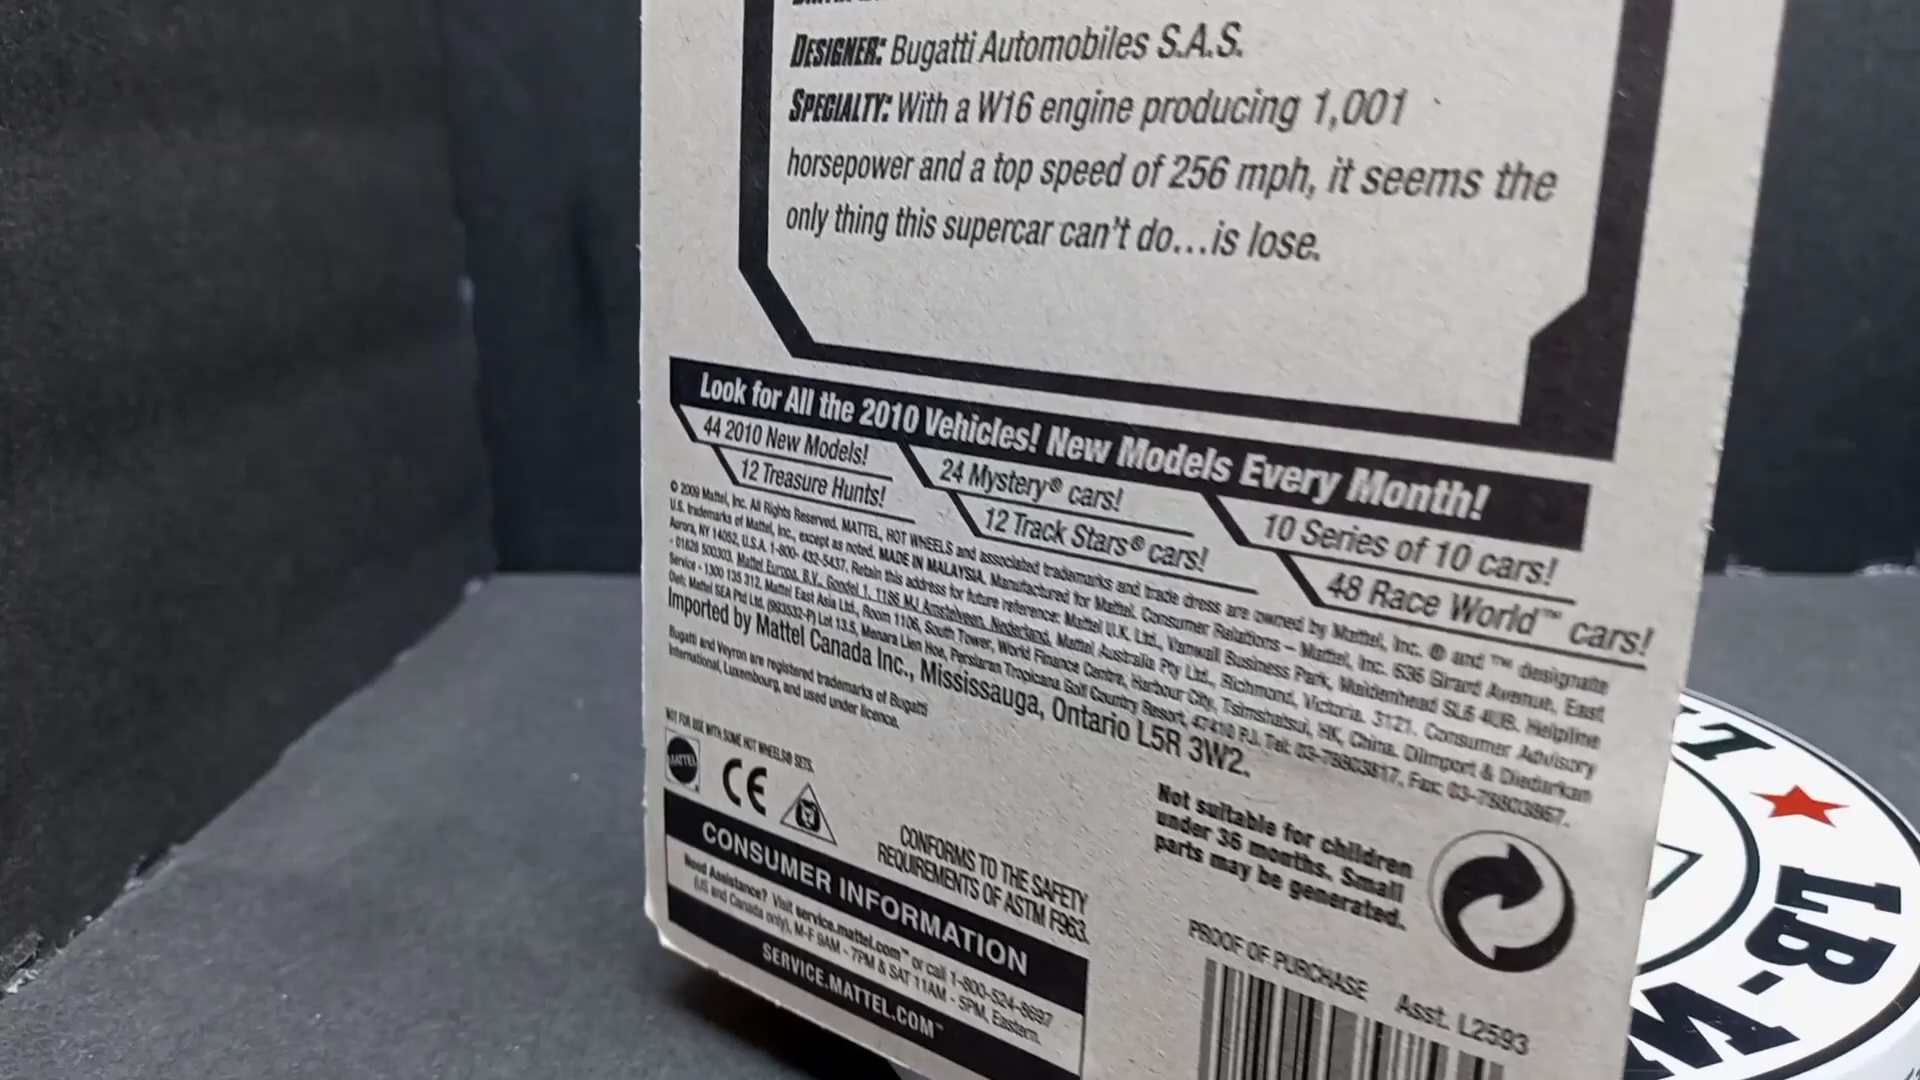 DESIGNER: Bugatti Automobiles S.A.S.
SPECIALTY: With a W16 engine producing 1,001
horsepower and a top speed of 256 mph, it seems the
only thing this supercar can't do...is lose.
Look for All the 2010 Vehicles! New Models Every Month!
44 2010 New Models!
24 Mystery® cars!
10 Series of 10 cars!
12 Treasure Hunts!
12 Track Stars® cars!
48 Race World™ cars!
© 2009 Mattel, Inc. All Rights Reserved. MATTEL, HOT WHEELS and associated trademarks and trade dress are owned by Mattel, Inc. ® and ™ designate
U.S. trademarks of Mattel, Inc., except as noted. MADE IN MALAYSIA. Manufactured for Mattel. Consumer Relations – Mattel, Inc. 636 Girard Avenue, East
Aurora, NY 14052, U.S.A. 1-800- 432-5437. Retain this address for future reference: Mattel U.K. Ltd., Vanwall Business Park, Maidenhead SL6 4UB. Helpline
- 01628 500303. Mattel Europa, B.V., Gondel 1, 1186 MJ Amstelveen, Nederland. Mattel Australia Pty Ltd., Richmond, Victoria. 3121. Consumer Advisory
Service - 1300 135 312. Mattel East Asia Ltd., Room 1106, South Tower, World Finance Centre, Harbour City, Tsimshatsui, HK, China. Diimport & Diedarkan
Oleh: Mattel SEA Ptd Ltd. (993532-P) Lot 13.5, Menara Lien Hoe, Persiaran Tropicana Golf Country Resort, 47410 PJ. Tel: 03-78803817, Fax: 03-78803867.
Imported by Mattel Canada Inc., Mississauga, Ontario L5R 3W2.
Bugatti and Veyron are registered trademarks of Bugatti
International, Luxembourg, and used under licence.
NOT FOR USE WITH SOME HOT WHEELS® SETS.
MATTEL
CE
CONFORMS TO THE SAFETY
REQUIREMENTS OF ASTM F963.
Not suitable for children
under 36 months. Small
parts may be generated.
CONSUMER INFORMATION
Need Assistance? Visit service.mattel.com™ or call 1-800-524-8697
(US and Canada only), M-F 9AM - 7PM & SAT 11AM - 5PM, Eastern.
SERVICE.MATTEL.COM™
PROOF OF PURCHASE
Asst. L2593
LB-W